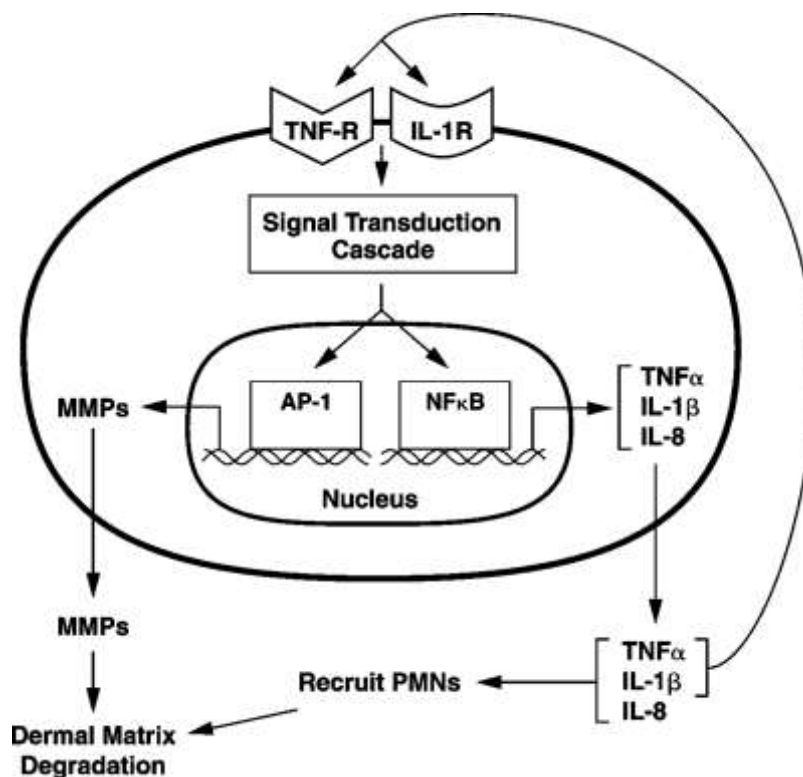 TNF-R
IL-1R
Signal Transduction
Cascade
AP-1
NFκB
Nucleus
MMPs
TNFα
IL-1β
IL-8
MMPs
Recruit PMNs
TNFα
IL-1β
IL-8
Dermal Matrix
Degradation